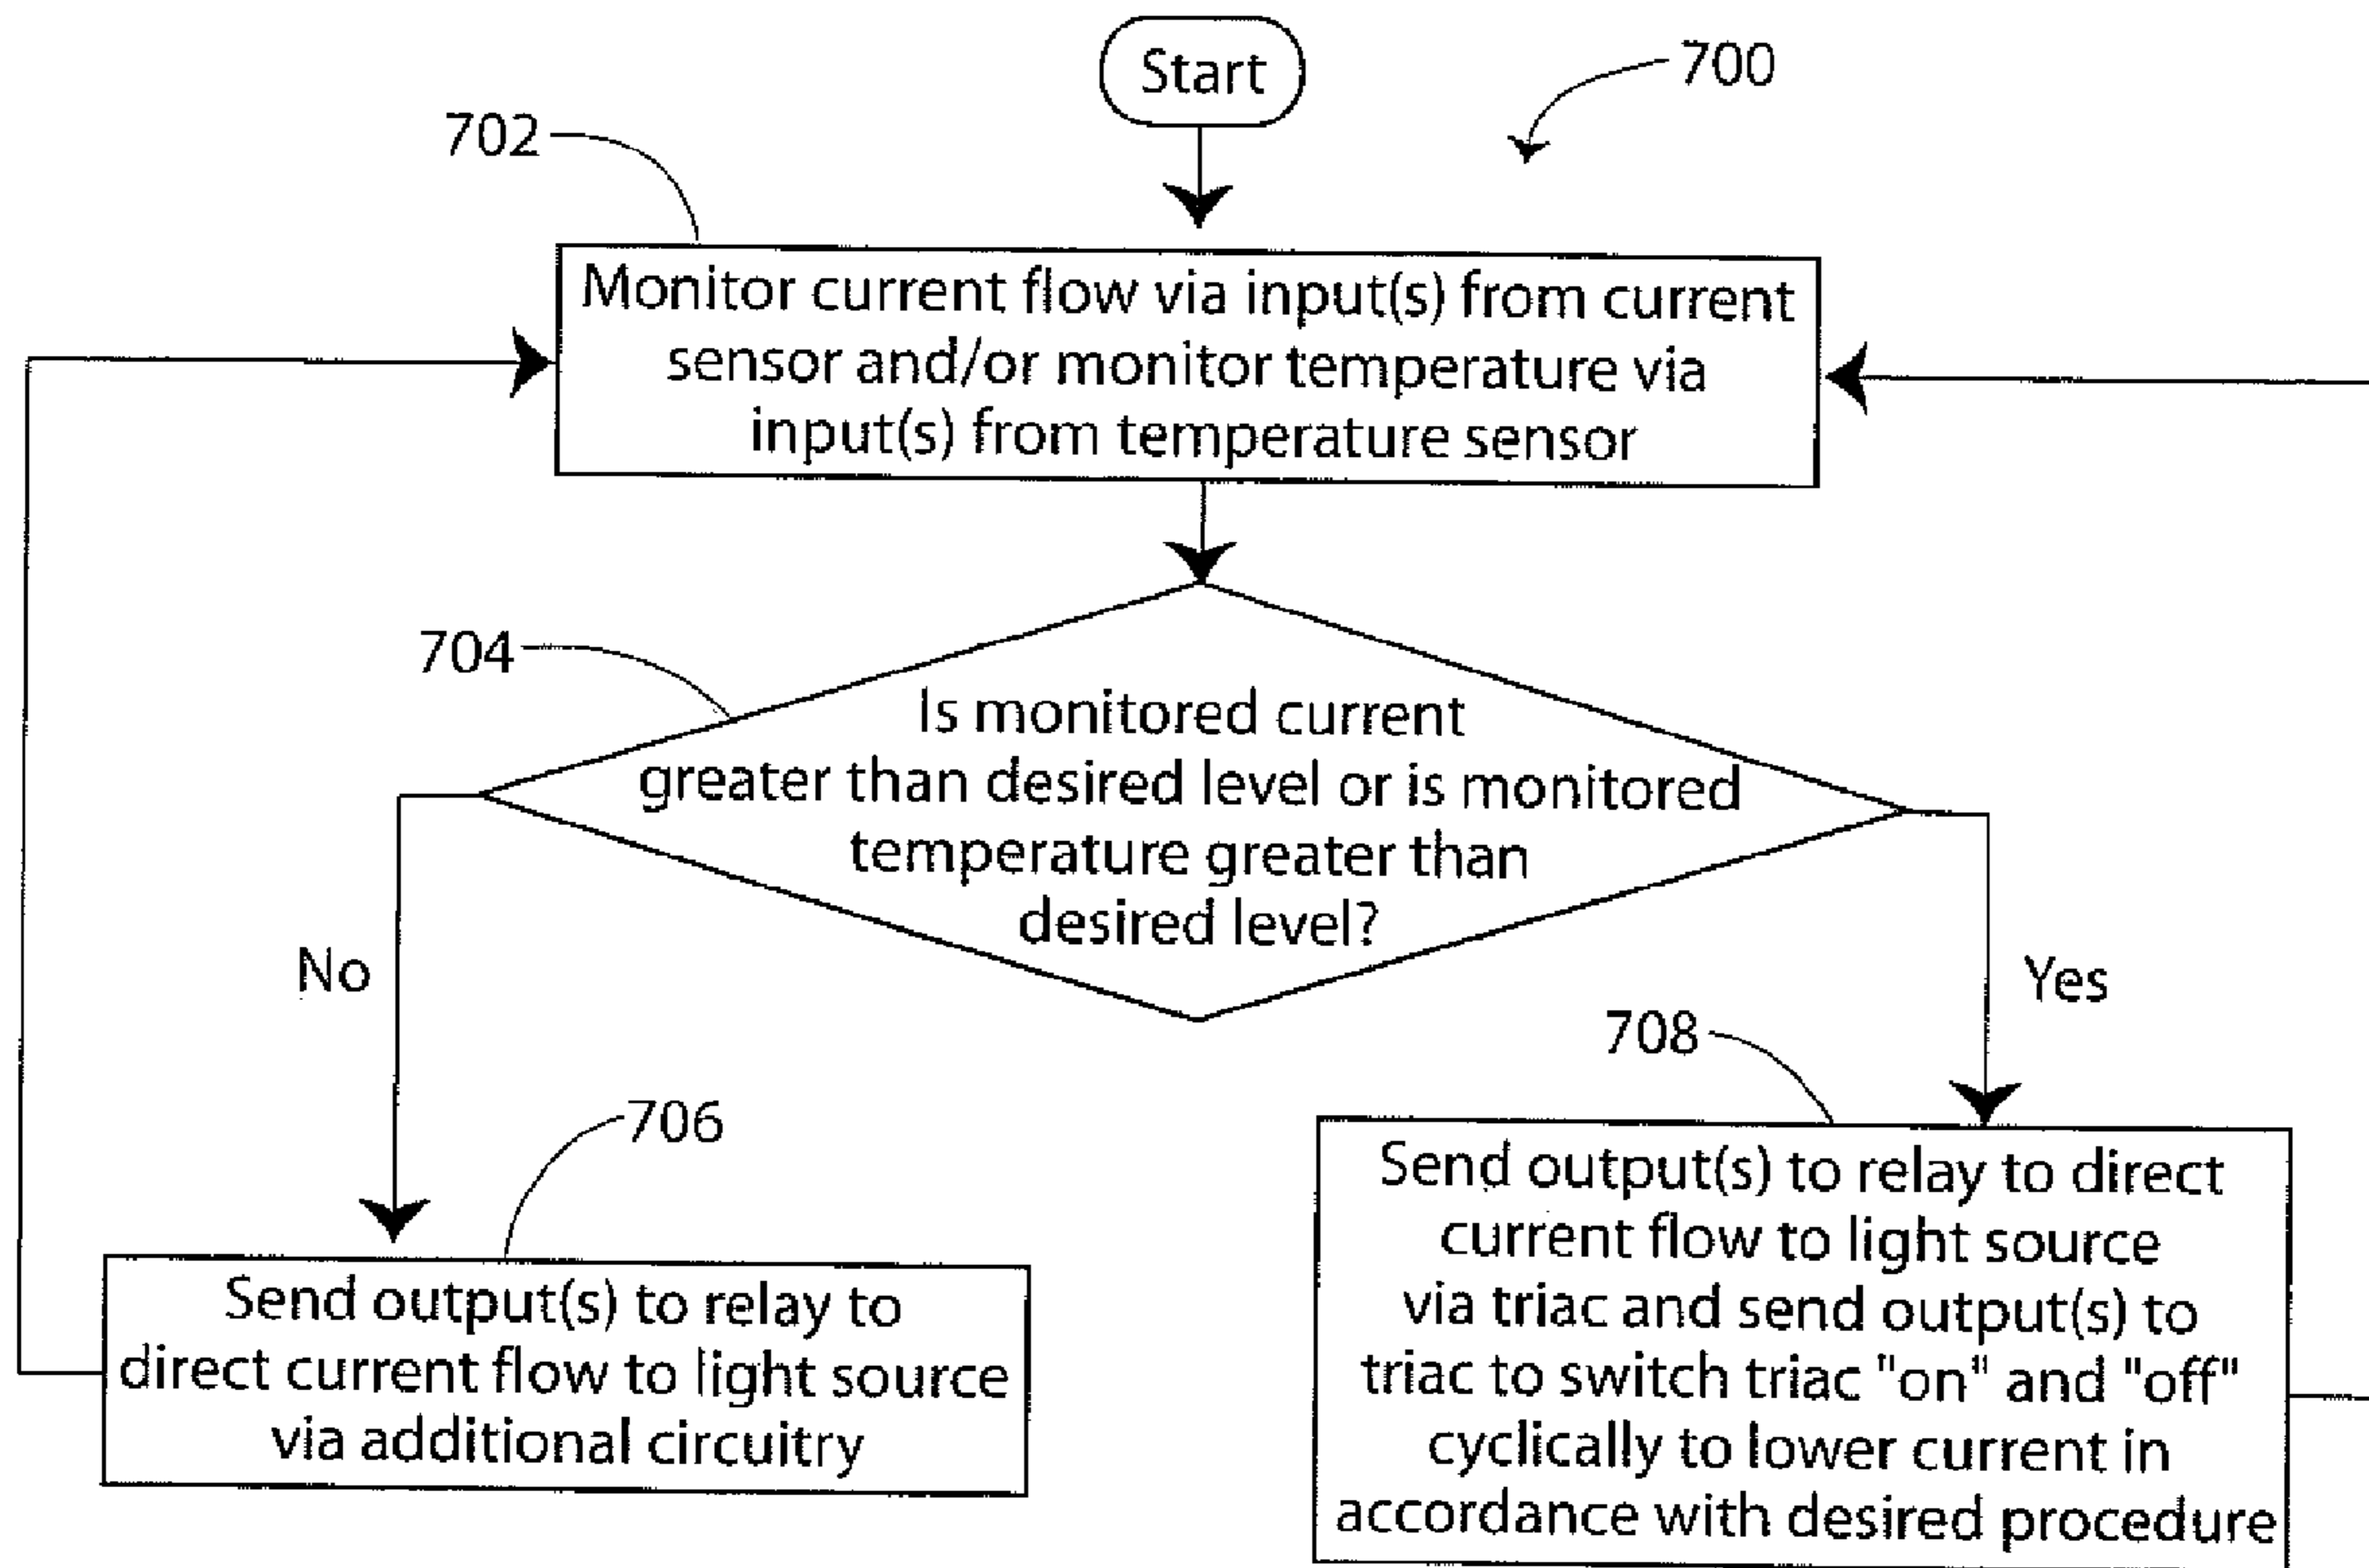 Start
700
702
Monitor current flow via input(s) from current
sensor and/or monitor temperature via
input(s) from temperature sensor
704
Is monitored current
greater than desired level or is monitored
temperature greater than
desired level?
No
Yes
706
Send output(s) to relay to
direct current flow to light source
via additional circuitry
708
Send output(s) to relay to direct
current flow to light source
via triac and send output(s) to
triac to switch triac "on" and "off"
cyclically to lower current in
accordance with desired procedure